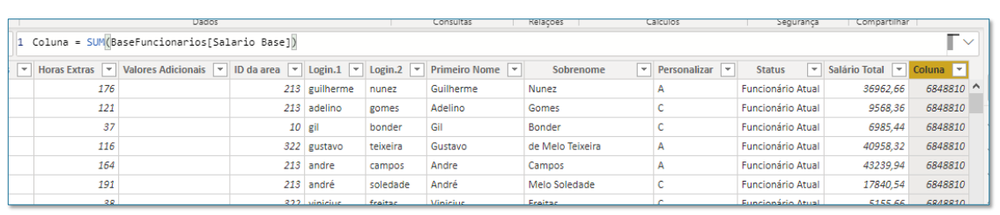 Dados Consultas Relações Cálculos Segurança Compartilhar
1 Coluna = SUM(BaseFuncionarios[Salario Base])
Horas Extras Valores Adicionais ID da area Login.1 Login.2 Primeiro Nome Sobrenome Personalizar Status Salário Total Coluna
176 213 guilherme nunez Guilherme Nunez A Funcionário Atual 36962,66 6848810
121 213 adelino gomes Adelino Gomes C Funcionário Atual 9568,36 6848810
37 10 gil bonder Gil Bonder C Funcionário Atual 6985,44 6848810
116 322 gustavo teixeira Gustavo de Melo Teixeira A Funcionário Atual 40958,32 6848810
164 213 andre campos Andre Campos A Funcionário Atual 43239,94 6848810
191 213 andré soledade André Melo Soledade C Funcionário Atual 17840,54 6848810
38 322 vinicius freitas Vinicius Freitas C Funcionário Atual 5155,66 6848810